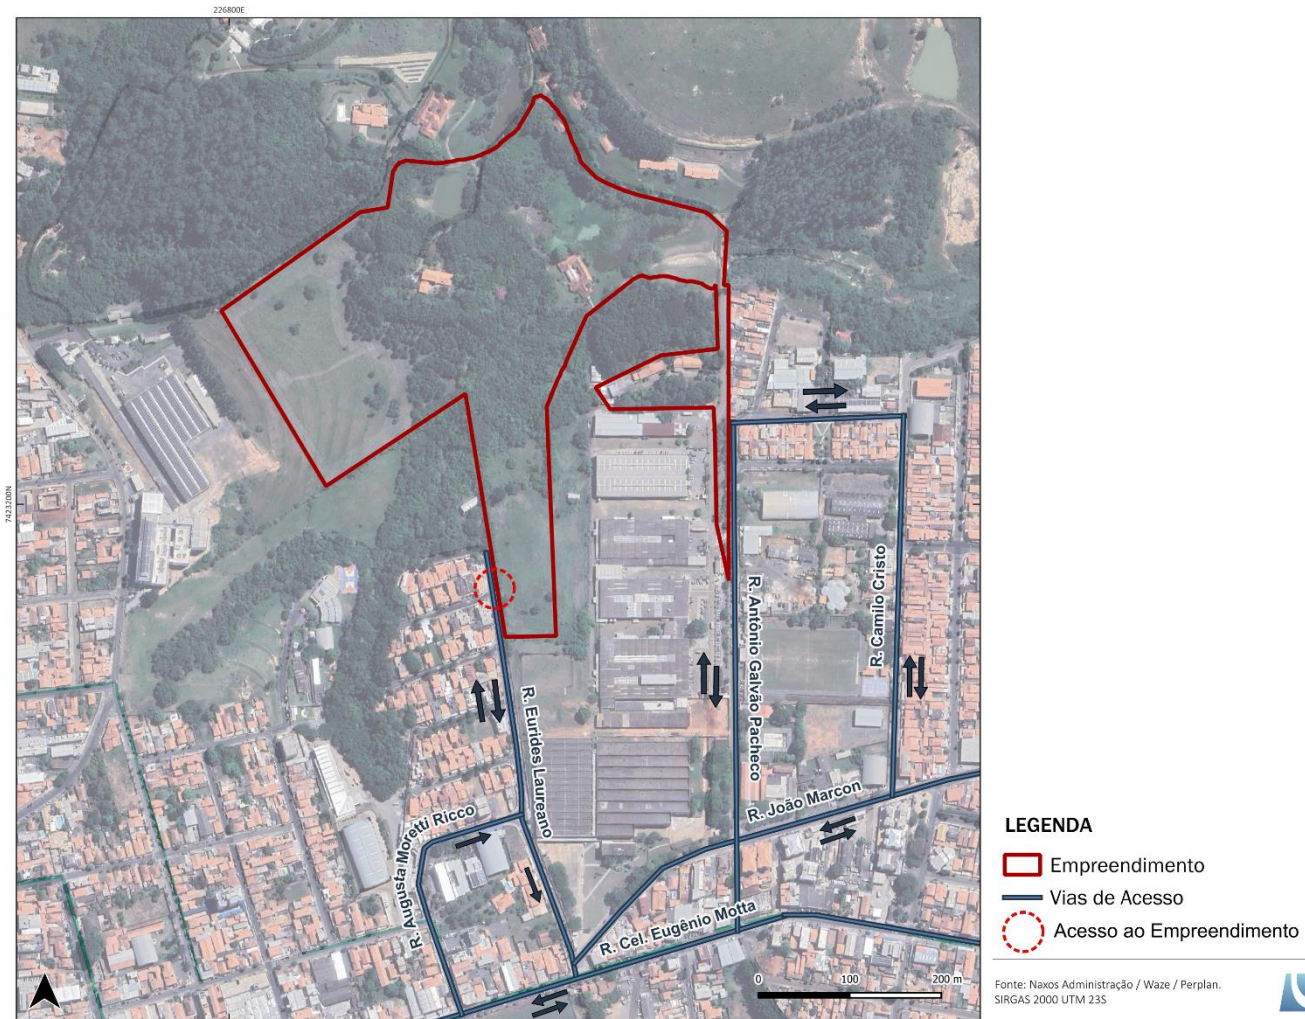 226800E
7423200N
R. Camilo Cristo
R. Antônio Galvão Pacheco
R. Eurides Laureano
R. João Marcon
R. Augusta Moretti Ricco
R. Cel. Eugênio Motta
0 100 200 m
LEGENDA
Empreendimento
Vias de Acesso
Acesso ao Empreendimento
Fonte: Naxos Administração / Waze / Perplan.
SIRGAS 2000 UTM 23S